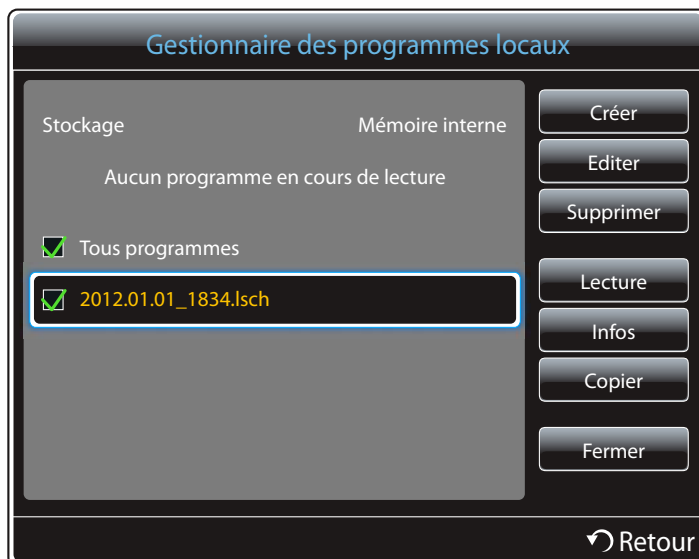 Gestionnaire des programmes locaux
Stockage Mémoire interne
Aucun programme en cours de lecture
Tous programmes
2012.01.01_1834.lsch
Créer
Editer
Supprimer
Lecture
Infos
Copier
Fermer
Retour